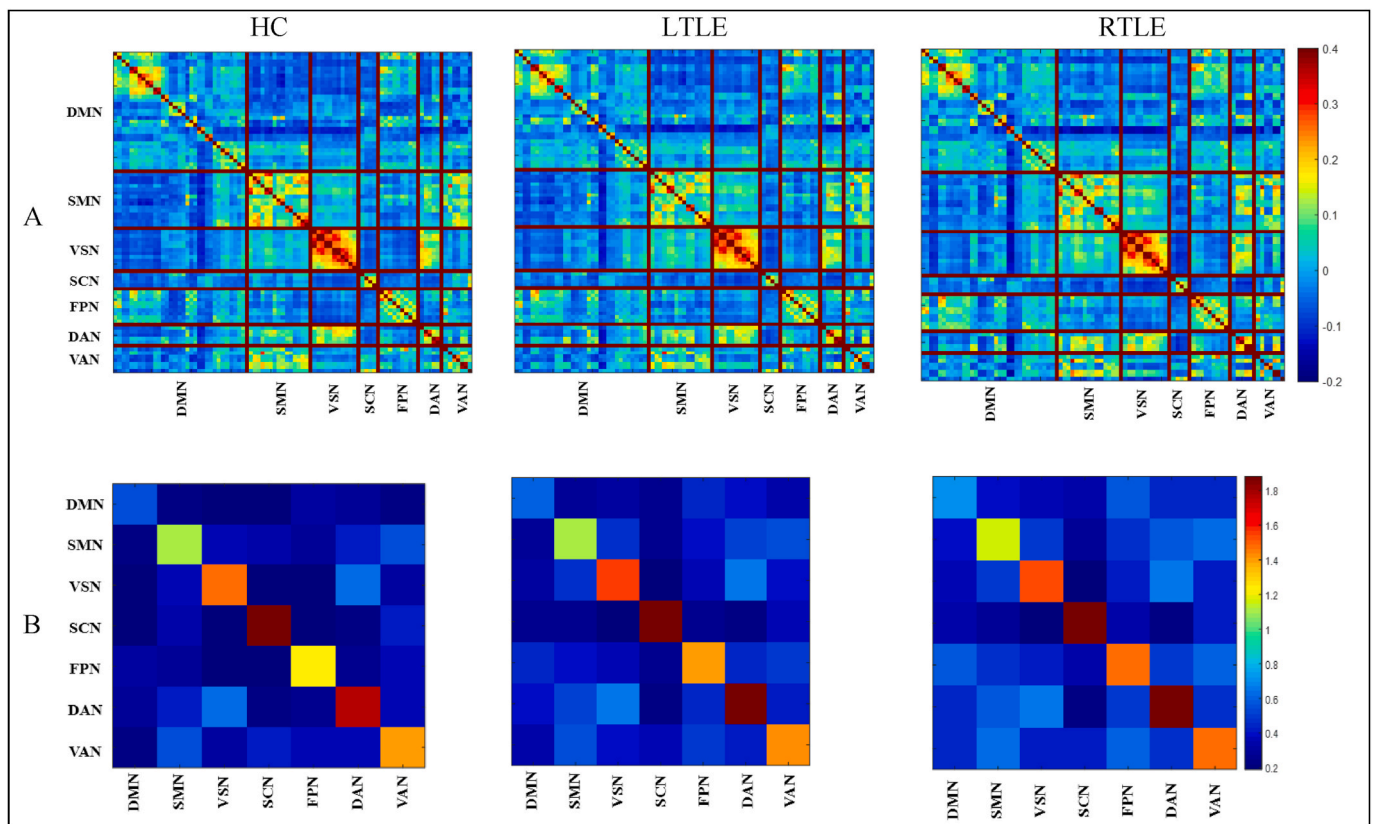 HC LTLE RTLE
A
DMN
SMN
VSN
SCN
FPN
DAN
VAN
DMN SMN VSN SCN FPN DAN VAN
DMN SMN VSN SCN FPN DAN VAN
DMN SMN VSN SCN FPN DAN VAN
0.4
0.3
0.2
0.1
0
-0.1
-0.2
B
DMN
SMN
VSN
SCN
FPN
DAN
VAN
DMN SMN VSN SCN FPN DAN VAN
DMN SMN VSN SCN FPN DAN VAN
DMN SMN VSN SCN FPN DAN VAN
1.8
1.6
1.4
1.2
1
0.8
0.6
0.4
0.2